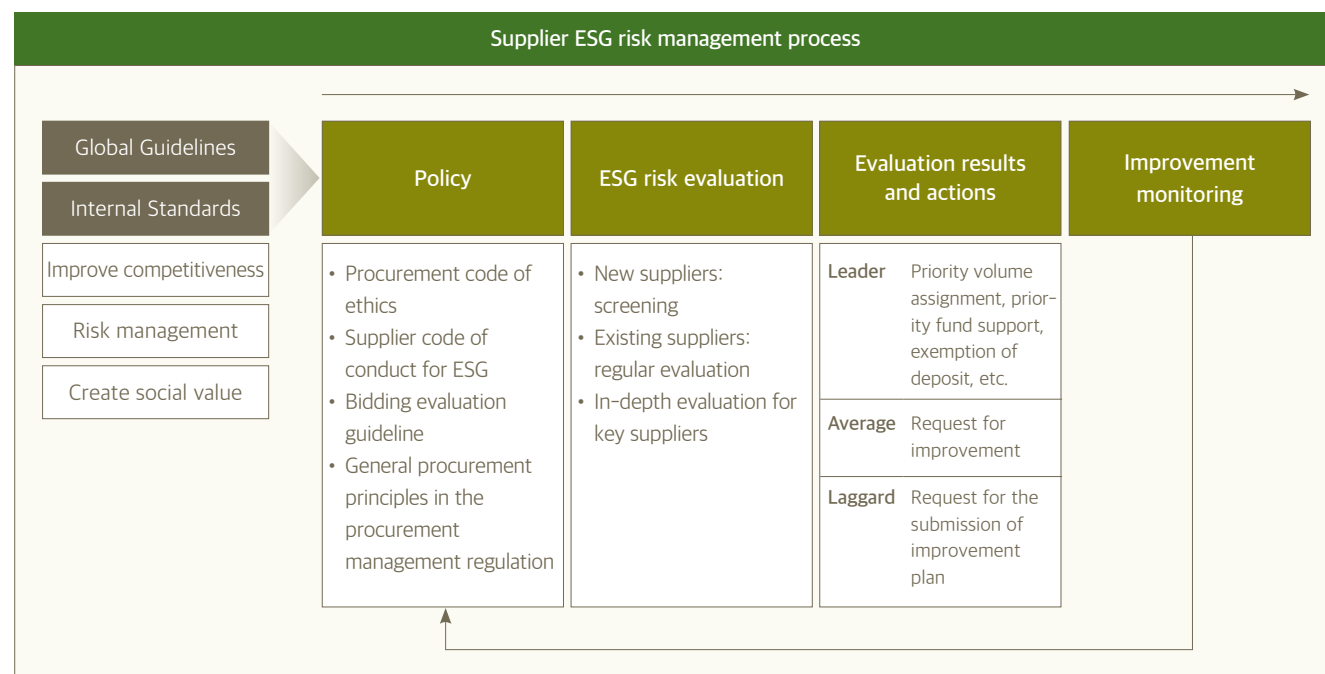 Supplier ESG risk management process
Global Guidelines
Internal Standards
Improve competitiveness
Risk management
Create social value
Policy
• Procurement code of
ethics
• Supplier code of
conduct for ESG
• Bidding evaluation
guideline
• General procurement
principles in the
procurement
management regulation
ESG risk evaluation
• New suppliers:
screening
• Existing suppliers:
regular evaluation
• In-depth evaluation for
key suppliers
Evaluation results
and actions
Leader
Priority volume
assignment, prior-
ity fund support,
exemption of
deposit, etc.
Average
Request for
improvement
Laggard
Request for the
submission of
improvement
plan
Improvement
monitoring